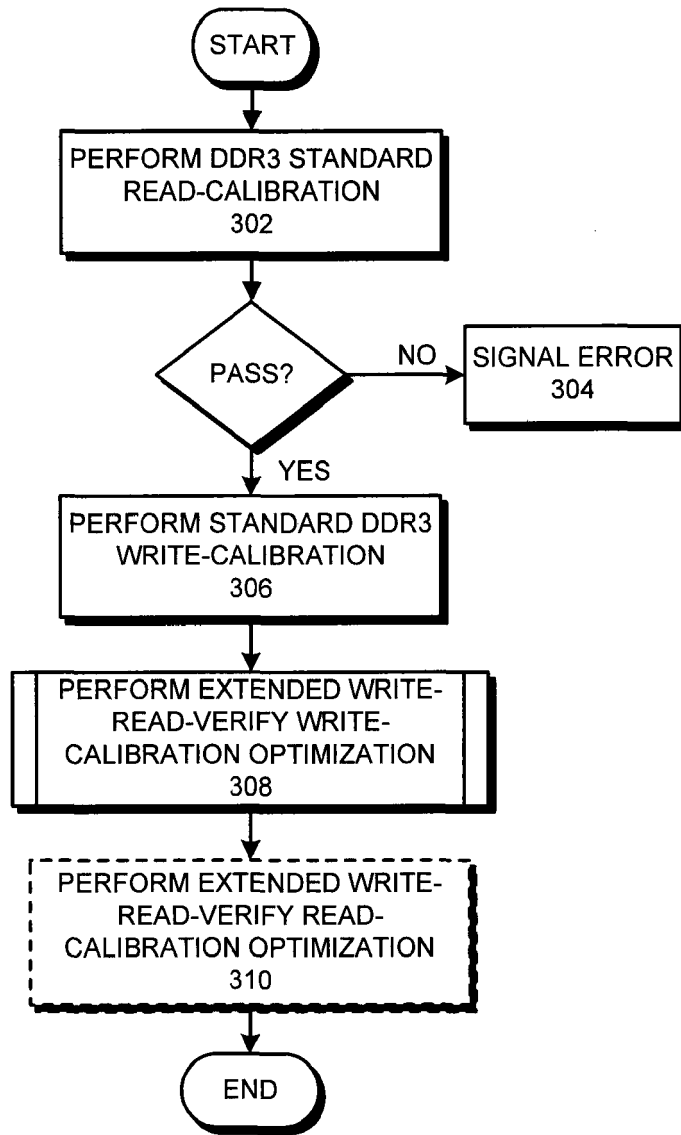 START
PERFORM DDR3 STANDARD
READ-CALIBRATION
302
PASS?
NO
SIGNAL ERROR
304
YES
PERFORM STANDARD DDR3
WRITE-CALIBRATION
306
PERFORM EXTENDED WRITE-
READ-VERIFY WRITE-
CALIBRATION OPTIMIZATION
308
PERFORM EXTENDED WRITE-
READ-VERIFY READ-
CALIBRATION OPTIMIZATION
310
END